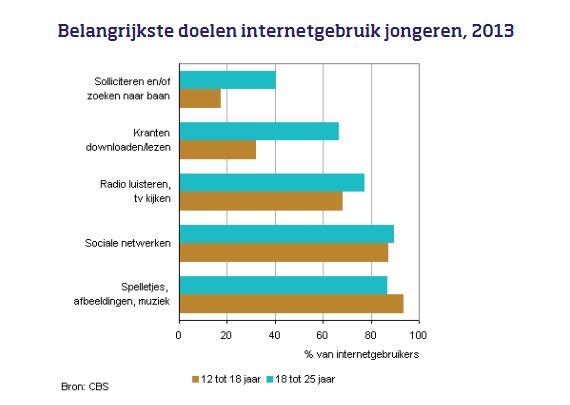 Belangrijkste doelen internetgebruik jongeren, 2013
Solliciteren en/of
zoeken naar baan
Kranten
downloaden/lezen
Radio luisteren,
tv kijken
Sociale netwerken
Spelletjes,
afbeeldingen, muziek
0 20 40 60 80 100
% van internetgebruikers
12 tot 18 jaar 18 tot 25 jaar
Bron: CBS